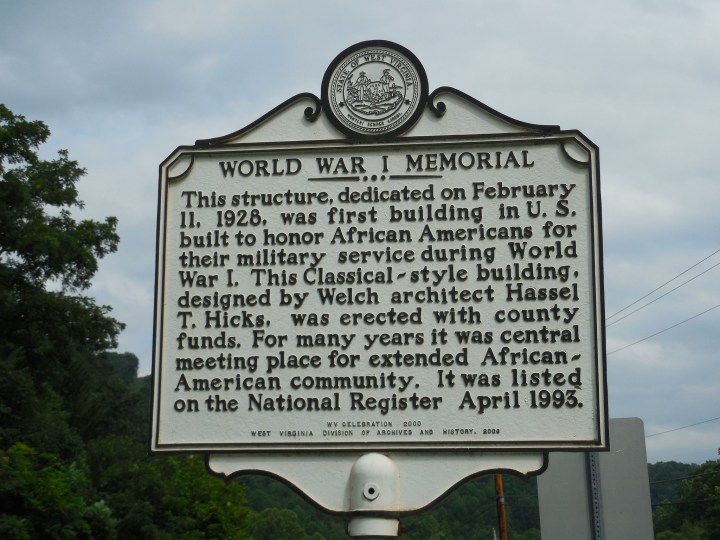 STATE OF WEST VIRGINIA
MONTANI SEMPER LIBERI
WORLD WAR I MEMORIAL
This structure, dedicated on February
11, 1928, was first building in U. S.
built to honor African Americans for
their military service during World
War I. This Classical-style building,
designed by Welch architect Hassel
T. Hicks, was erected with county
funds. For many years it was central
meeting place for extended African-
American community. It was listed
on the National Register April 1993.
WV CELEBRATION 2000
WEST VIRGINIA DIVISION OF ARCHIVES AND HISTORY, 2003